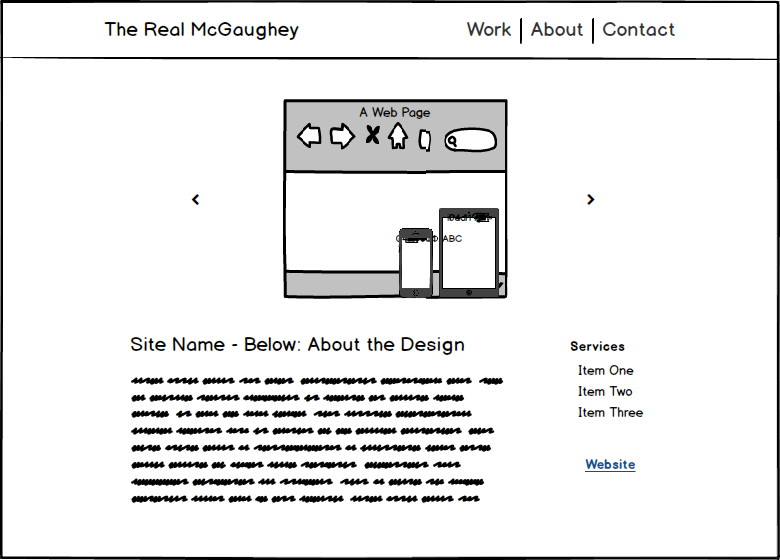 The Real McGaughey
Work | About | Contact
A Web Page
ABC
Site Name - Below: About the Design
Services
Item One
Item Two
Item Three
Website